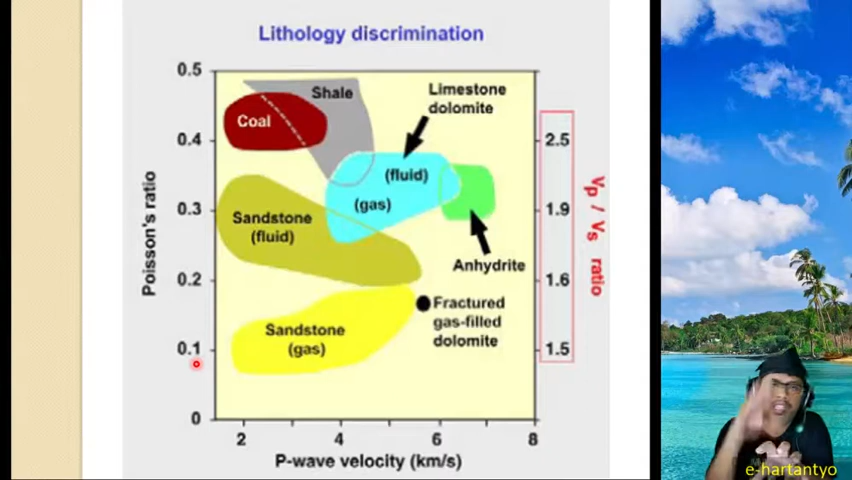 Lithology discrimination
0.5
Shale
Limestone
dolomite
Coal
0.4
2.5
(fluid)
(gas)
Poisson's ratio
0.3
1.9
Vp / Vs ratio
Sandstone
(fluid)
Anhydrite
0.2
1.6
Fractured
gas-filled
dolomite
Sandstone
(gas)
0.1
1.5
0
2 4 6 8
P-wave velocity (km/s)
e-hartantyo